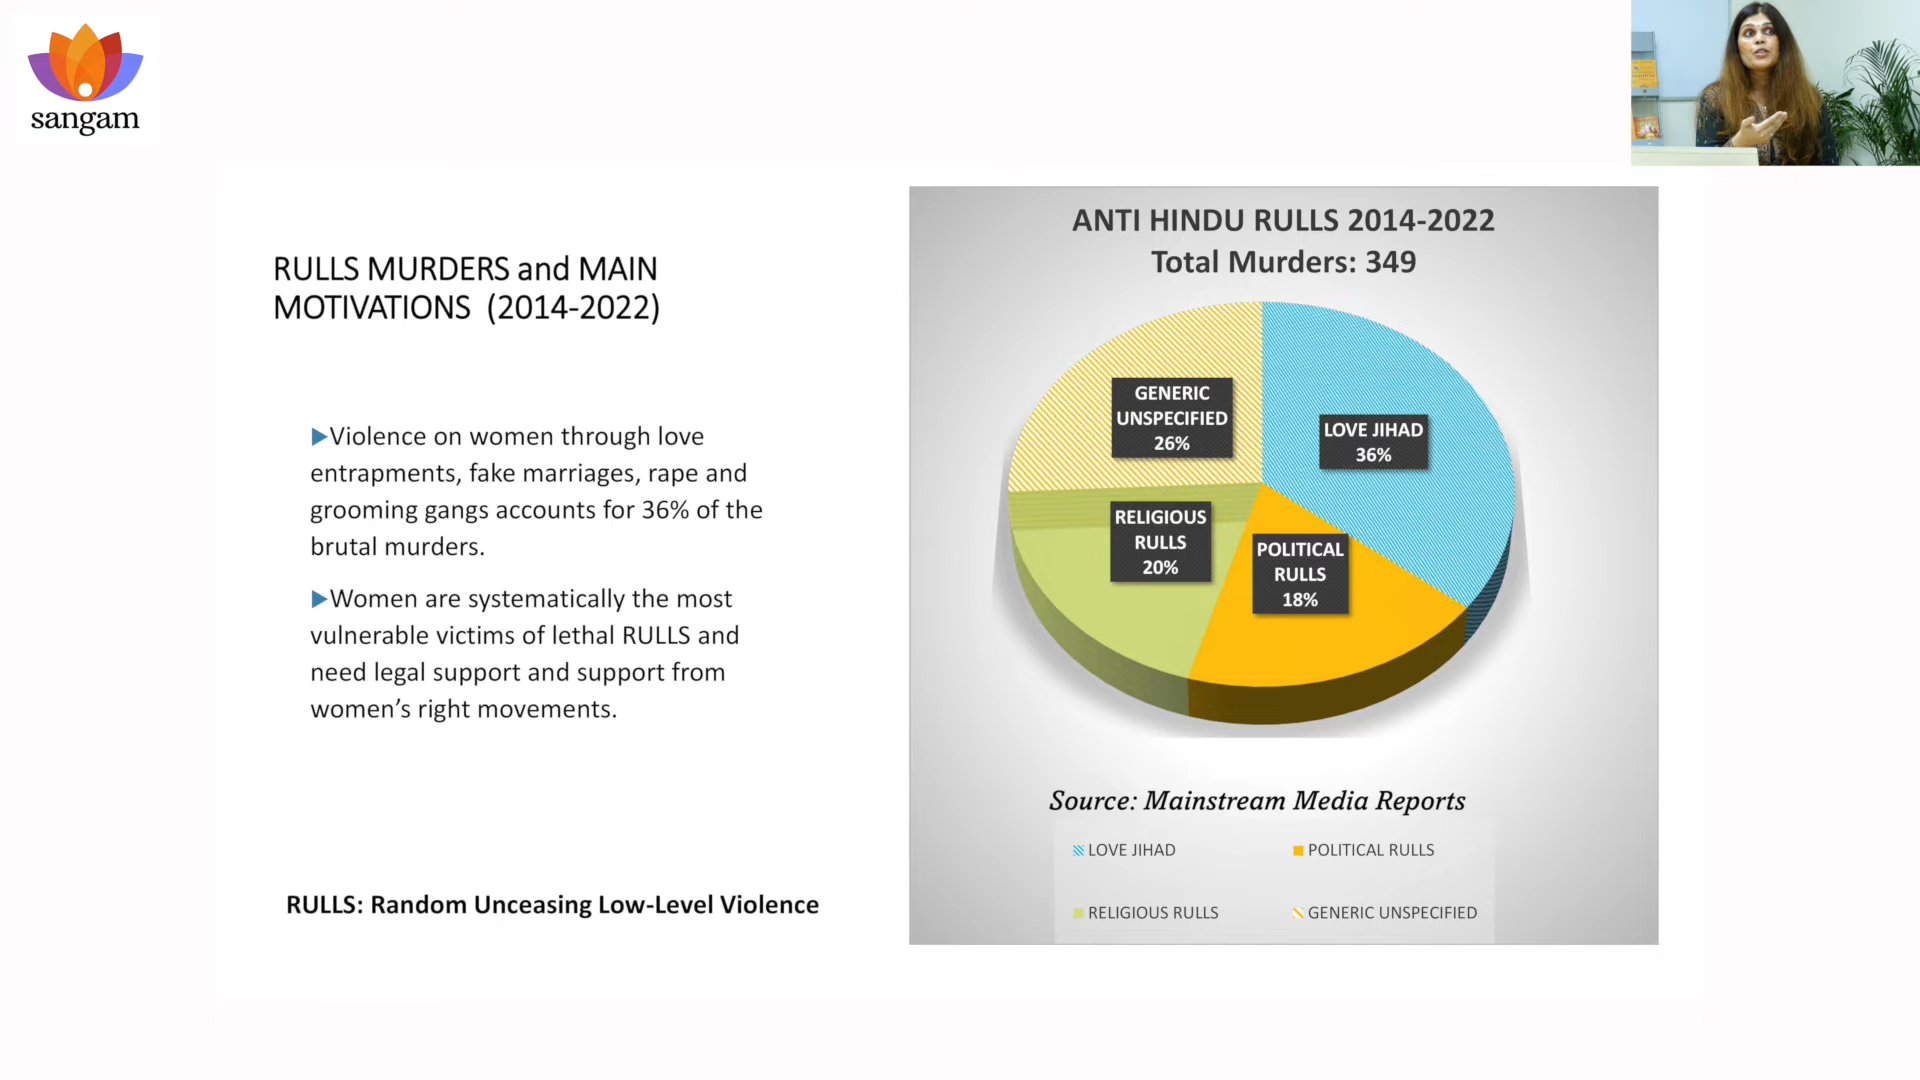 sangam
RULLS MURDERS and MAIN
MOTIVATIONS (2014-2022)
▶Violence on women through love
entrapments, fake marriages, rape and
grooming gangs accounts for 36% of the
brutal murders.
▶Women are systematically the most
vulnerable victims of lethal RULLS and
need legal support and support from
women’s right movements.
RULLS: Random Unceasing Low-Level Violence
ANTI HINDU RULLS 2014-2022
Total Murders: 349
GENERIC
UNSPECIFIED
26%
LOVE JIHAD
36%
RELIGIOUS
RULLS
20%
POLITICAL
RULLS
18%
Source: Mainstream Media Reports
LOVE JIHAD
POLITICAL RULLS
RELIGIOUS RULLS
GENERIC UNSPECIFIED